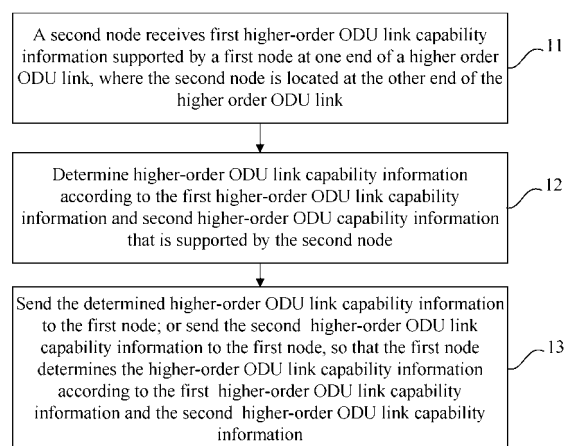 A second node receives first higher-order ODU link capability
information supported by a first node at one end of a higher order
ODU link, where the second node is located at the other end of the
higher order ODU link
11
Determine higher-order ODU link capability information
according to the first higher-order ODU link capability
information and second higher-order ODU capability information
that is supported by the second node
12
Send the determined higher-order ODU link capability information
to the first node; or send the second higher-order ODU link
capability information to the first node, so that the first node
determines the higher-order ODU link capability information
according to the first higher-order ODU link capability
information and the second higher-order ODU link capability
information
13